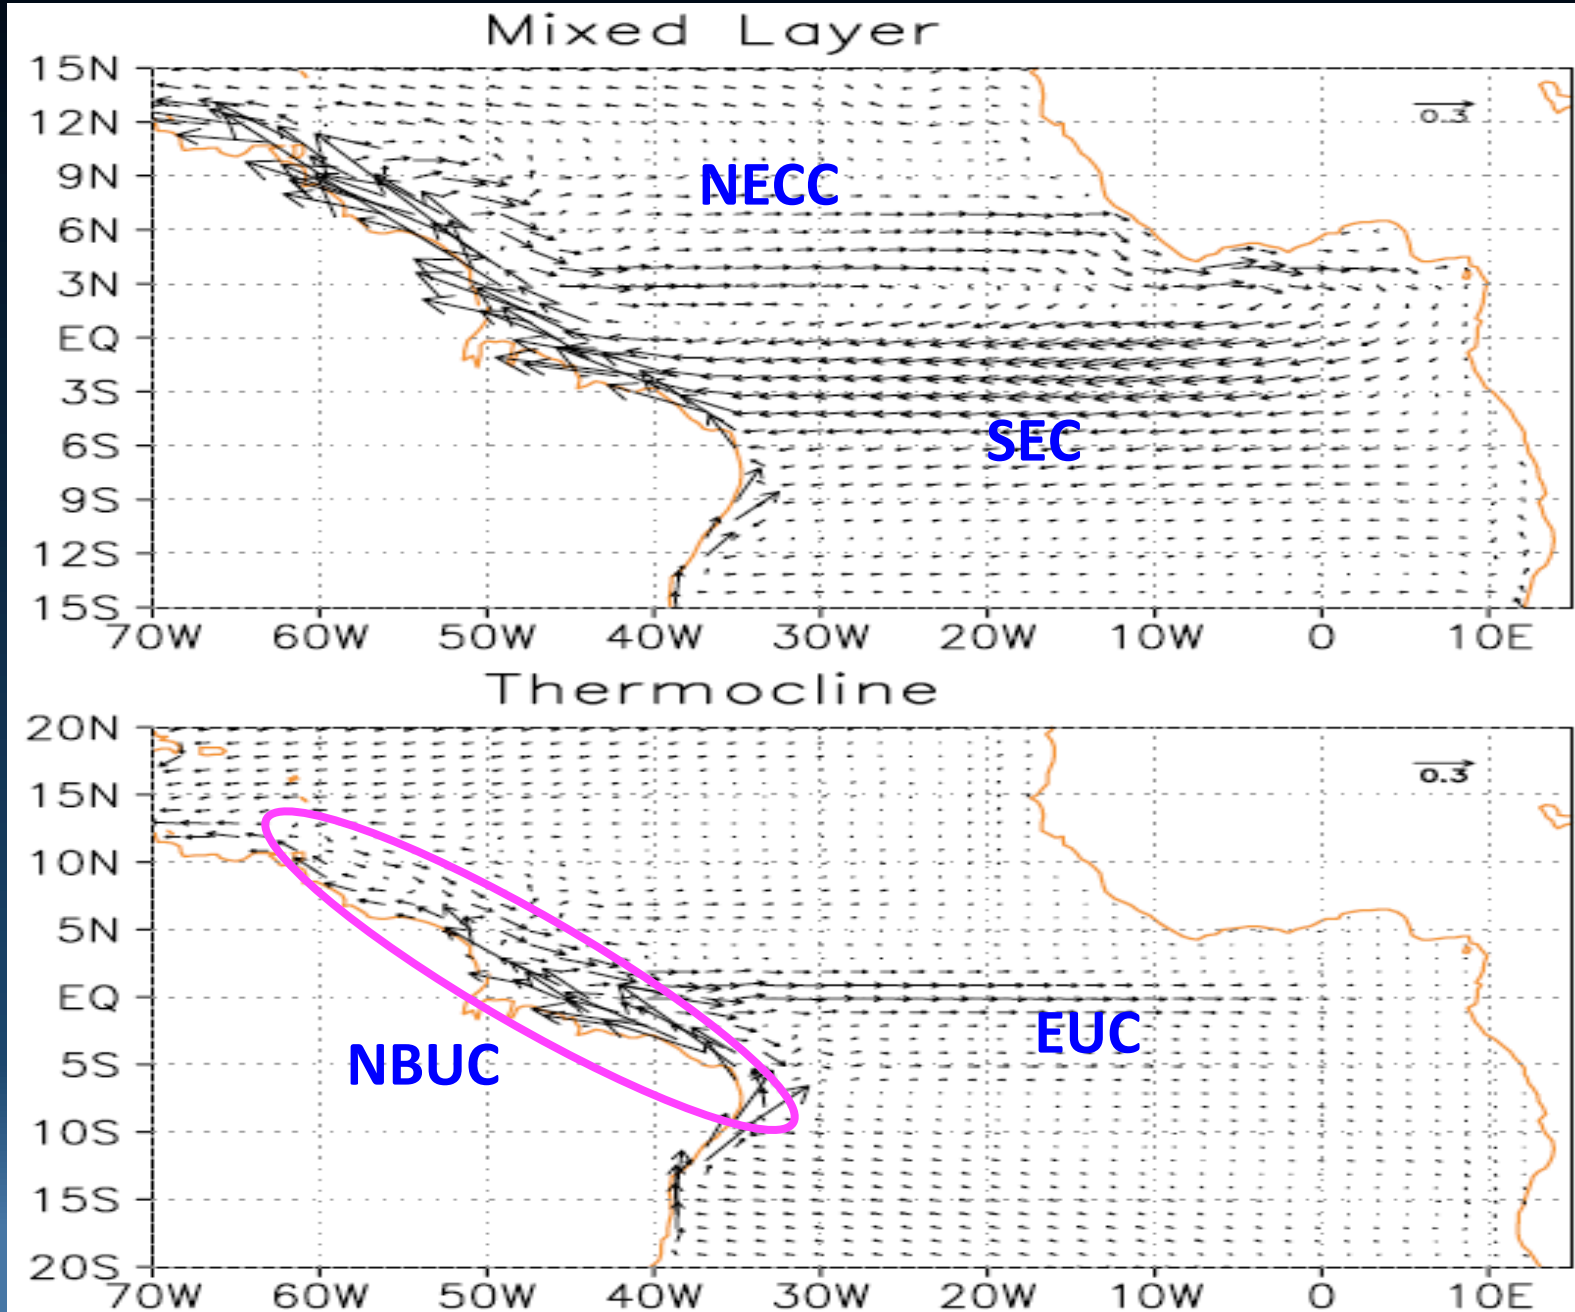 Mixed Layer
15N
12N
9N
6N
3N
EQ
3S
6S
9S
12S
15S
0.3
NECC
SEC
70W 60W 50W 40W 30W 20W 10W 0 10E
Thermocline
20N
15N
10N
5N
EQ
5S
10S
15S
20S
0.3
EUC
NBUC
70W 60W 50W 40W 30W 20W 10W 0 10E